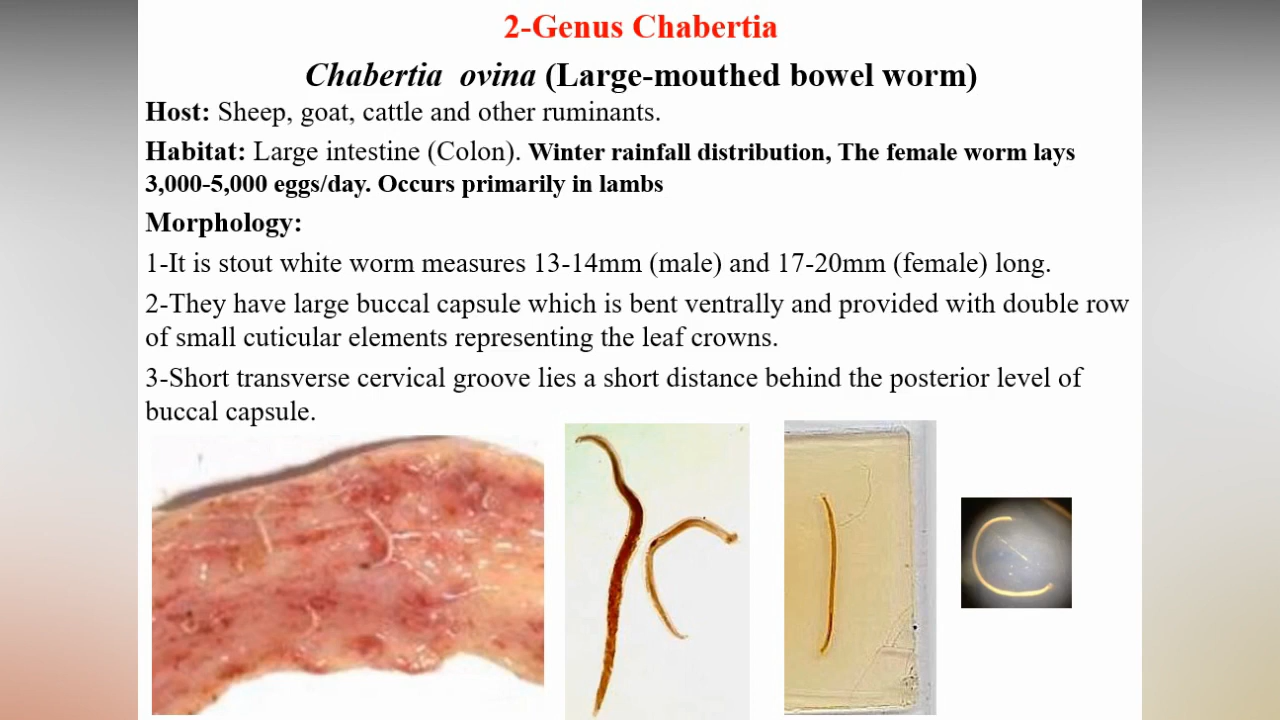 2-Genus Chabertia
Chabertia ovina (Large-mouthed bowel worm)
Host: Sheep, goat, cattle and other ruminants.
Habitat: Large intestine (Colon). Winter rainfall distribution, The female worm lays
3,000-5,000 eggs/day. Occurs primarily in lambs
Morphology:
1-It is stout white worm measures 13-14mm (male) and 17-20mm (female) long.
2-They have large buccal capsule which is bent ventrally and provided with double row
of small cuticular elements representing the leaf crowns.
3-Short transverse cervical groove lies a short distance behind the posterior level of
buccal capsule.